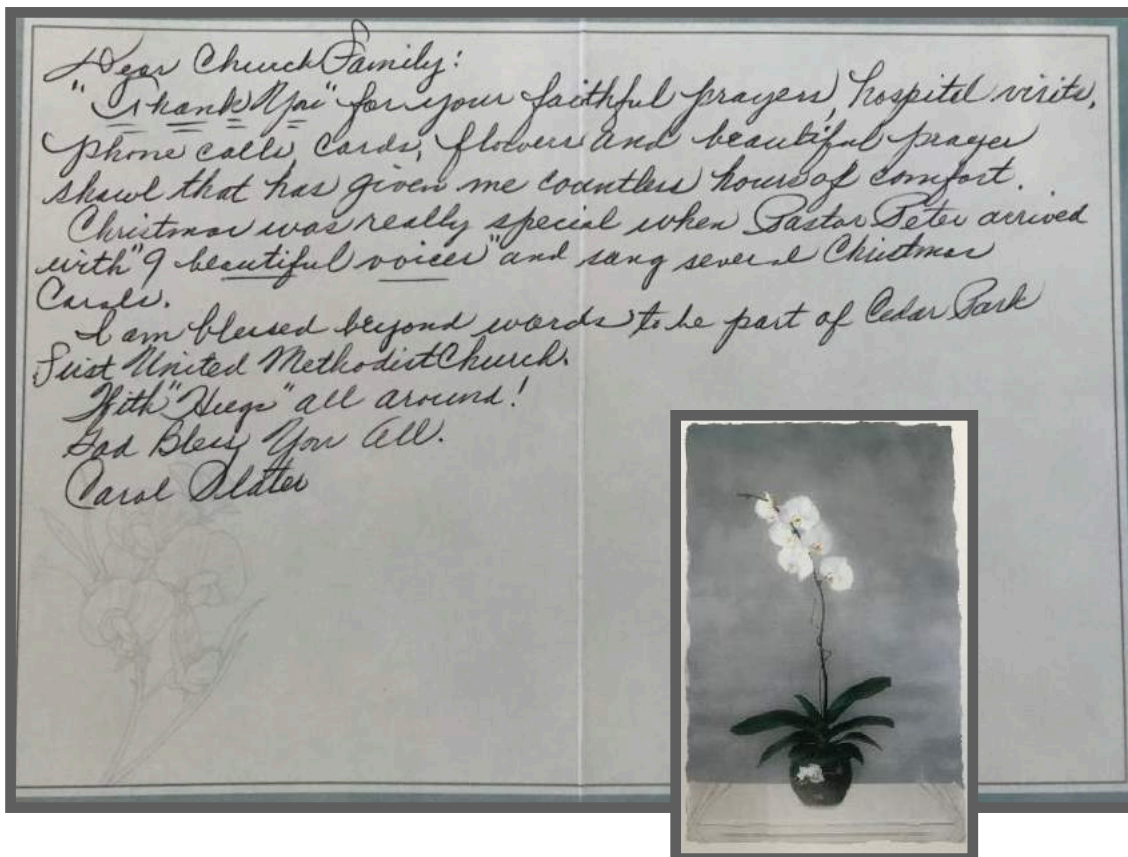 Dear Church Family:
"Thank You" for your faithful prayers, hospital visits,
phone calls, cards, flowers and beautiful prayer
shawl that has given me countless hours of comfort.
Christmas was really special when Pastor Peter arrived
with "9 beautiful voices" and sang several Christmas
Carols.
I am blessed beyond words to be part of Cedar Park
First United Methodist Church.
With "Hugs" all around!
God Bless You All.
Carol Slater